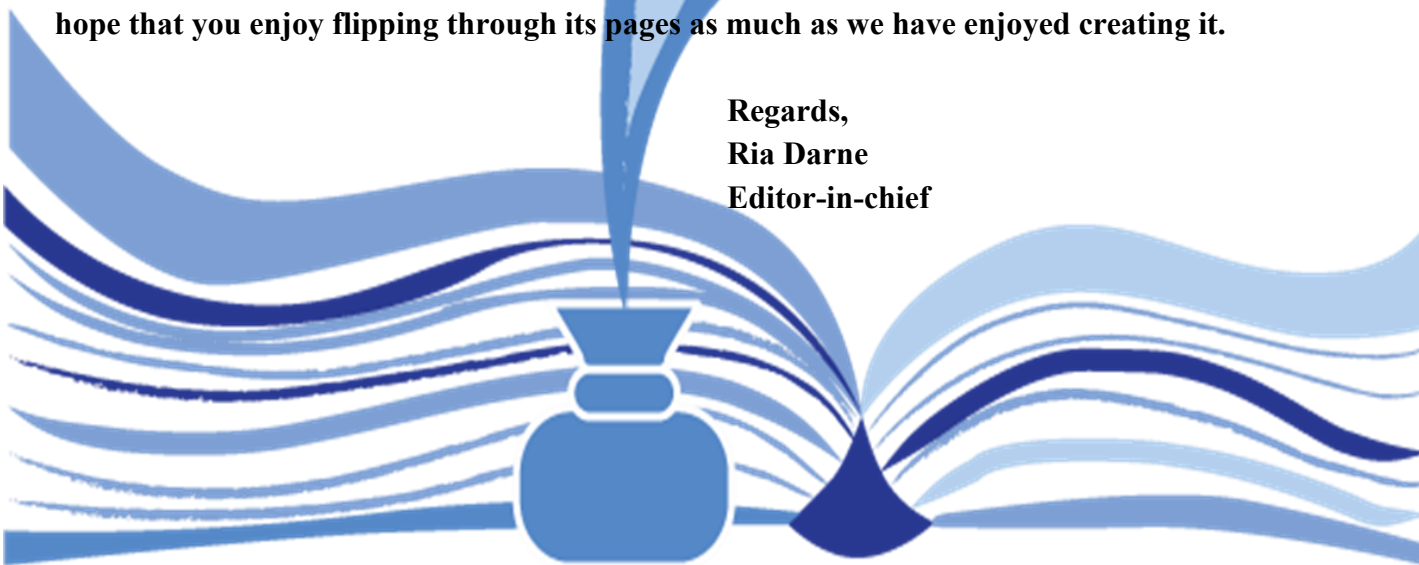 hope that you enjoy flipping through its pages as much as we have enjoyed creating it.
Regards,
Ria Darne
Editor-in-chief